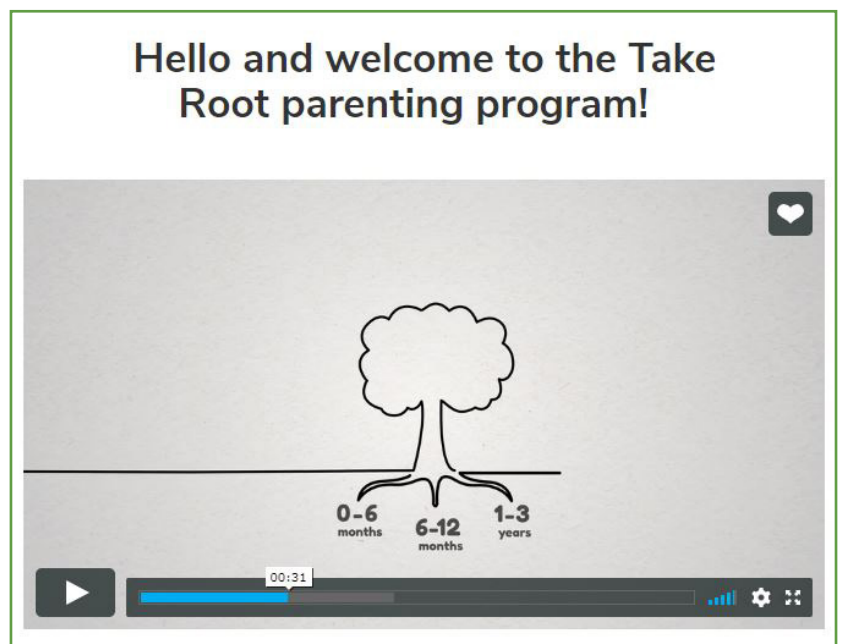 Hello and welcome to the Take
Root parenting program!
0-6
months
6-12
months
1-3
years
00:31